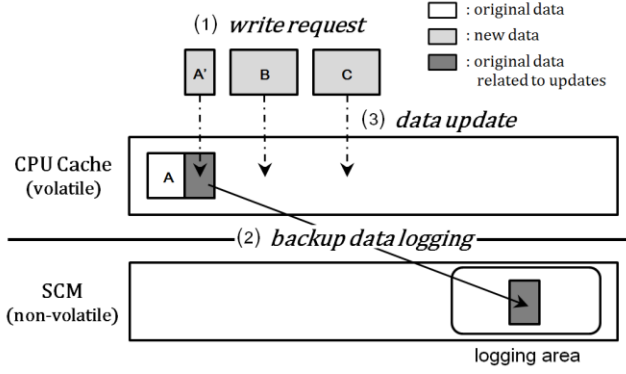 (1) write request
: original data
: new data
: original data
related to updates
A'
B
C
(3) data update
CPU Cache
(volatile)
A
(2) backup data logging
SCM
(non-volatile)
logging area